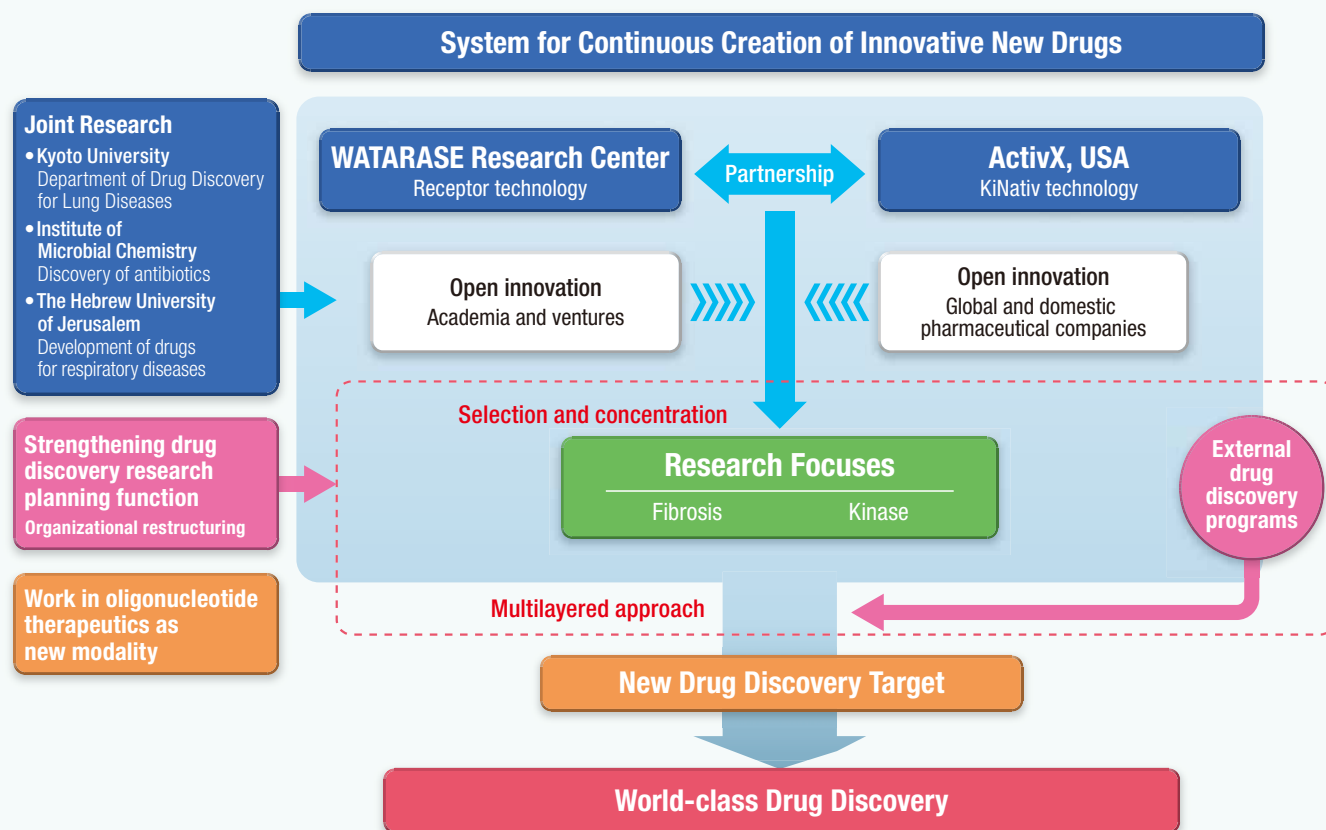 System for Continuous Creation of Innovative New Drugs
Joint Research
• Kyoto University
Department of Drug Discovery
for Lung Diseases
• Institute of
Microbial Chemistry
Discovery of antibiotics
• The Hebrew University
of Jerusalem
Development of drugs
for respiratory diseases
WATARASE Research Center
Receptor technology
Partnership
ActivX, USA
KiNativ technology
Open innovation
Academia and ventures
Open innovation
Global and domestic
pharmaceutical companies
Strengthening drug
discovery research
planning function
Organizational restructuring
Selection and concentration
Research Focuses
Fibrosis Kinase
External
drug
discovery
programs
Work in oligonucleotide
therapeutics as
new modality
Multilayered approach
New Drug Discovery Target
World-class Drug Discovery